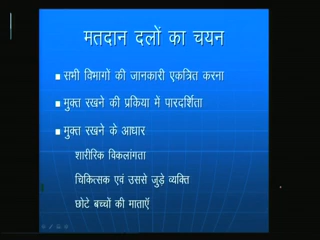 मतदान दलों का चयन
सभी विभागों की जानकारी एकत्रित करना
मुक्त रखने की प्रकिया में पारदर्शिता
मुक्त रखने के आधार
शारीरिक विकलांगता
चिकित्सक एवं उससे जुड़े व्यक्ति
छोटे बच्चों की माताएँ